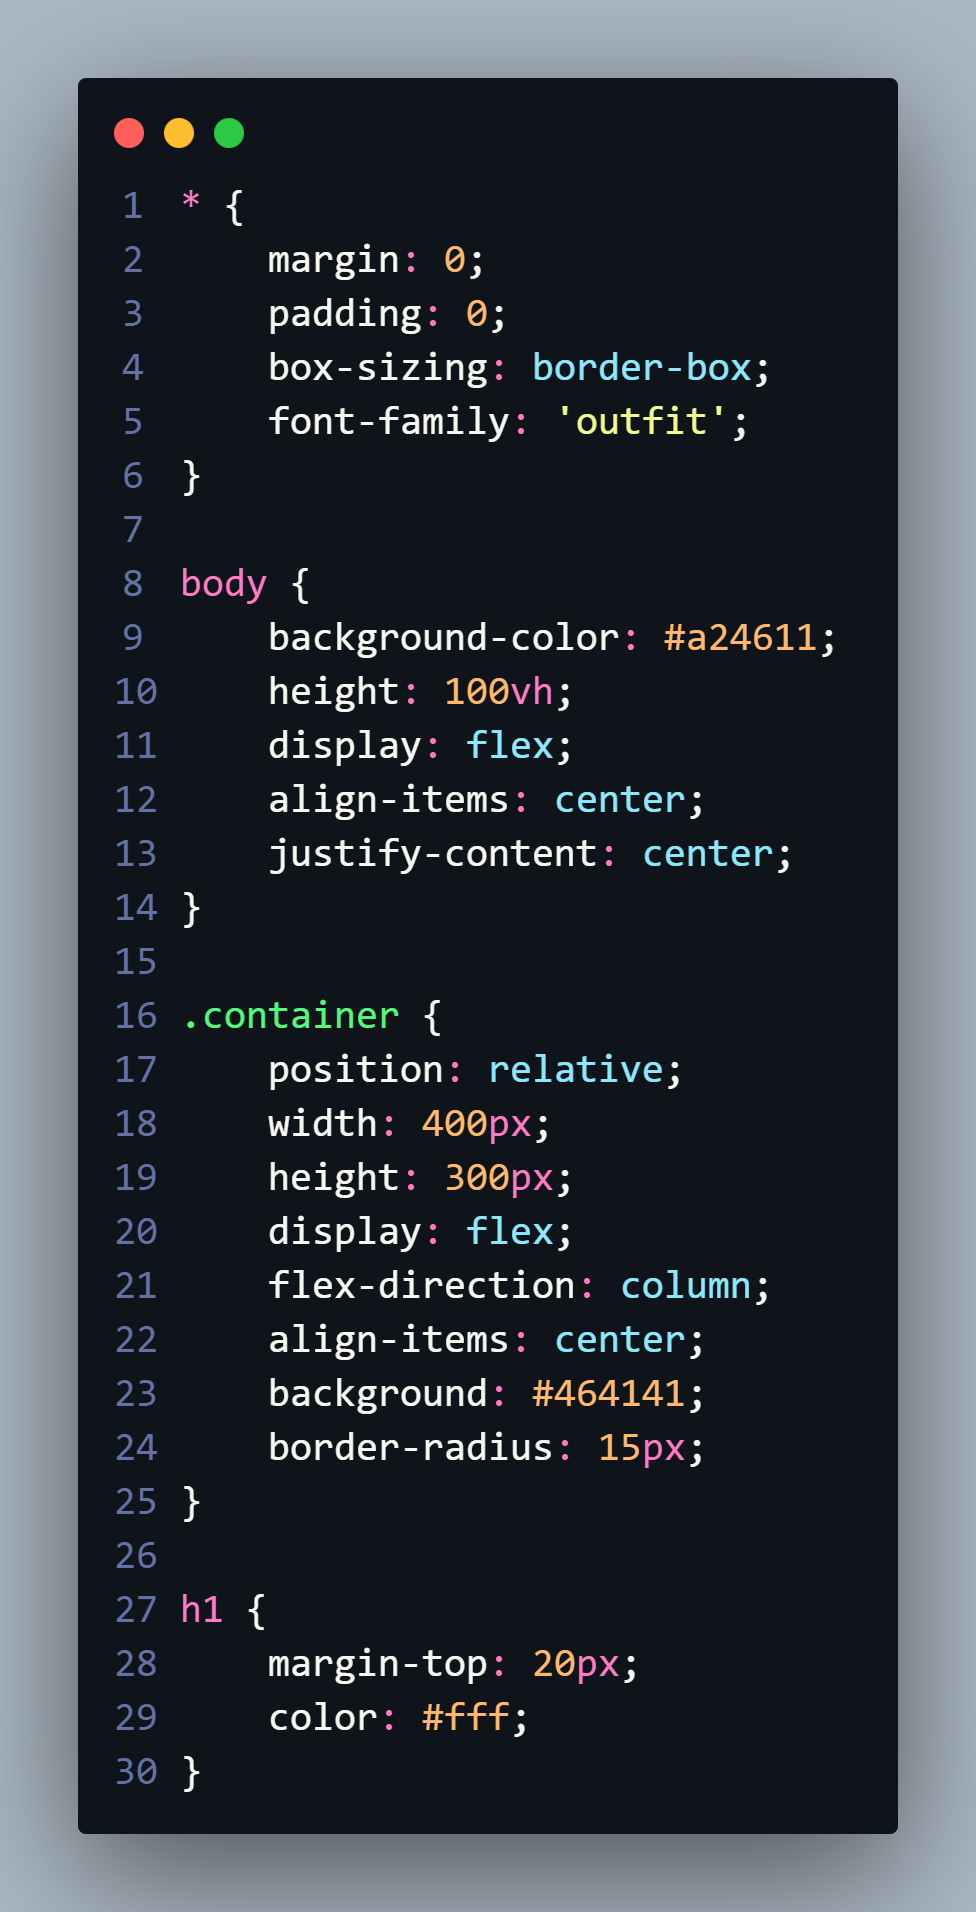 1 * {
2     margin: 0;
3     padding: 0;
4     box-sizing: border-box;
5     font-family: 'outfit';
6 }
7
8 body {
9     background-color: #a24611;
10     height: 100vh;
11     display: flex;
12     align-items: center;
13     justify-content: center;
14 }
15
16 .container {
17     position: relative;
18     width: 400px;
19     height: 300px;
20     display: flex;
21     flex-direction: column;
22     align-items: center;
23     background: #464141;
24     border-radius: 15px;
25 }
26
27 h1 {
28     margin-top: 20px;
29     color: #fff;
30 }